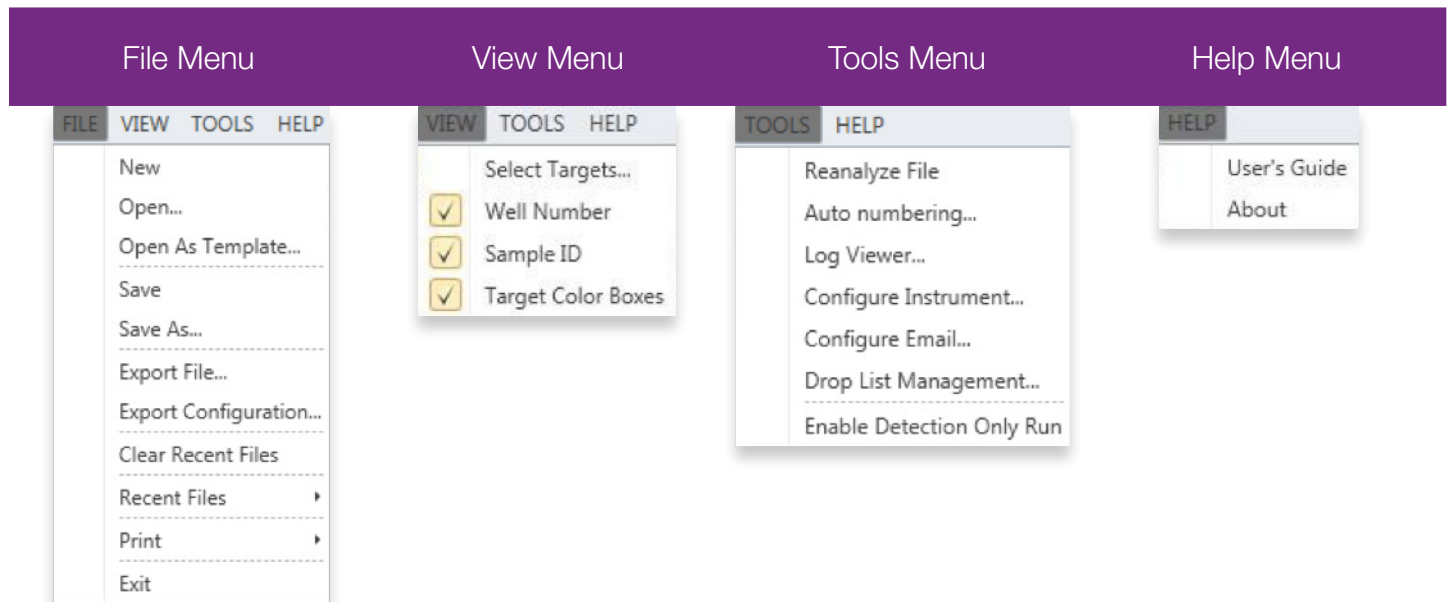 File Menu
View Menu
Tools Menu
Help Menu
FILE VIEW TOOLS HELP
New
Open...
Open As Template...
Save
Save As...
Export File...
Export Configuration...
Clear Recent Files
Recent Files
Print
Exit
VIEW TOOLS HELP
Select Targets...
Well Number
Sample ID
Target Color Boxes
TOOLS HELP
Reanalyze File
Auto numbering...
Log Viewer...
Configure Instrument...
Configure Email...
Drop List Management...
Enable Detection Only Run
HELP
User's Guide
About